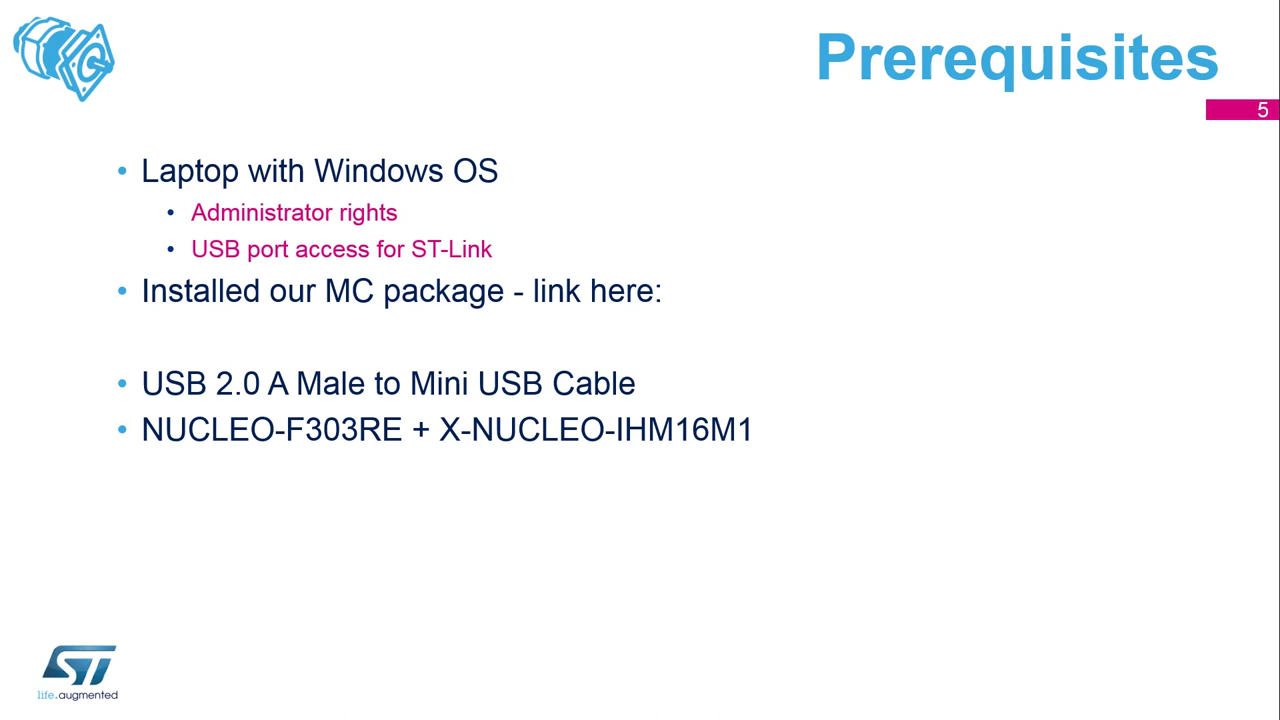 Prerequisites
5
• Laptop with Windows OS
• Administrator rights
• USB port access for ST-Link
• Installed our MC package - link here:
• USB 2.0 A Male to Mini USB Cable
• NUCLEO-F303RE + X-NUCLEO-IHM16M1
ST
life.augmented